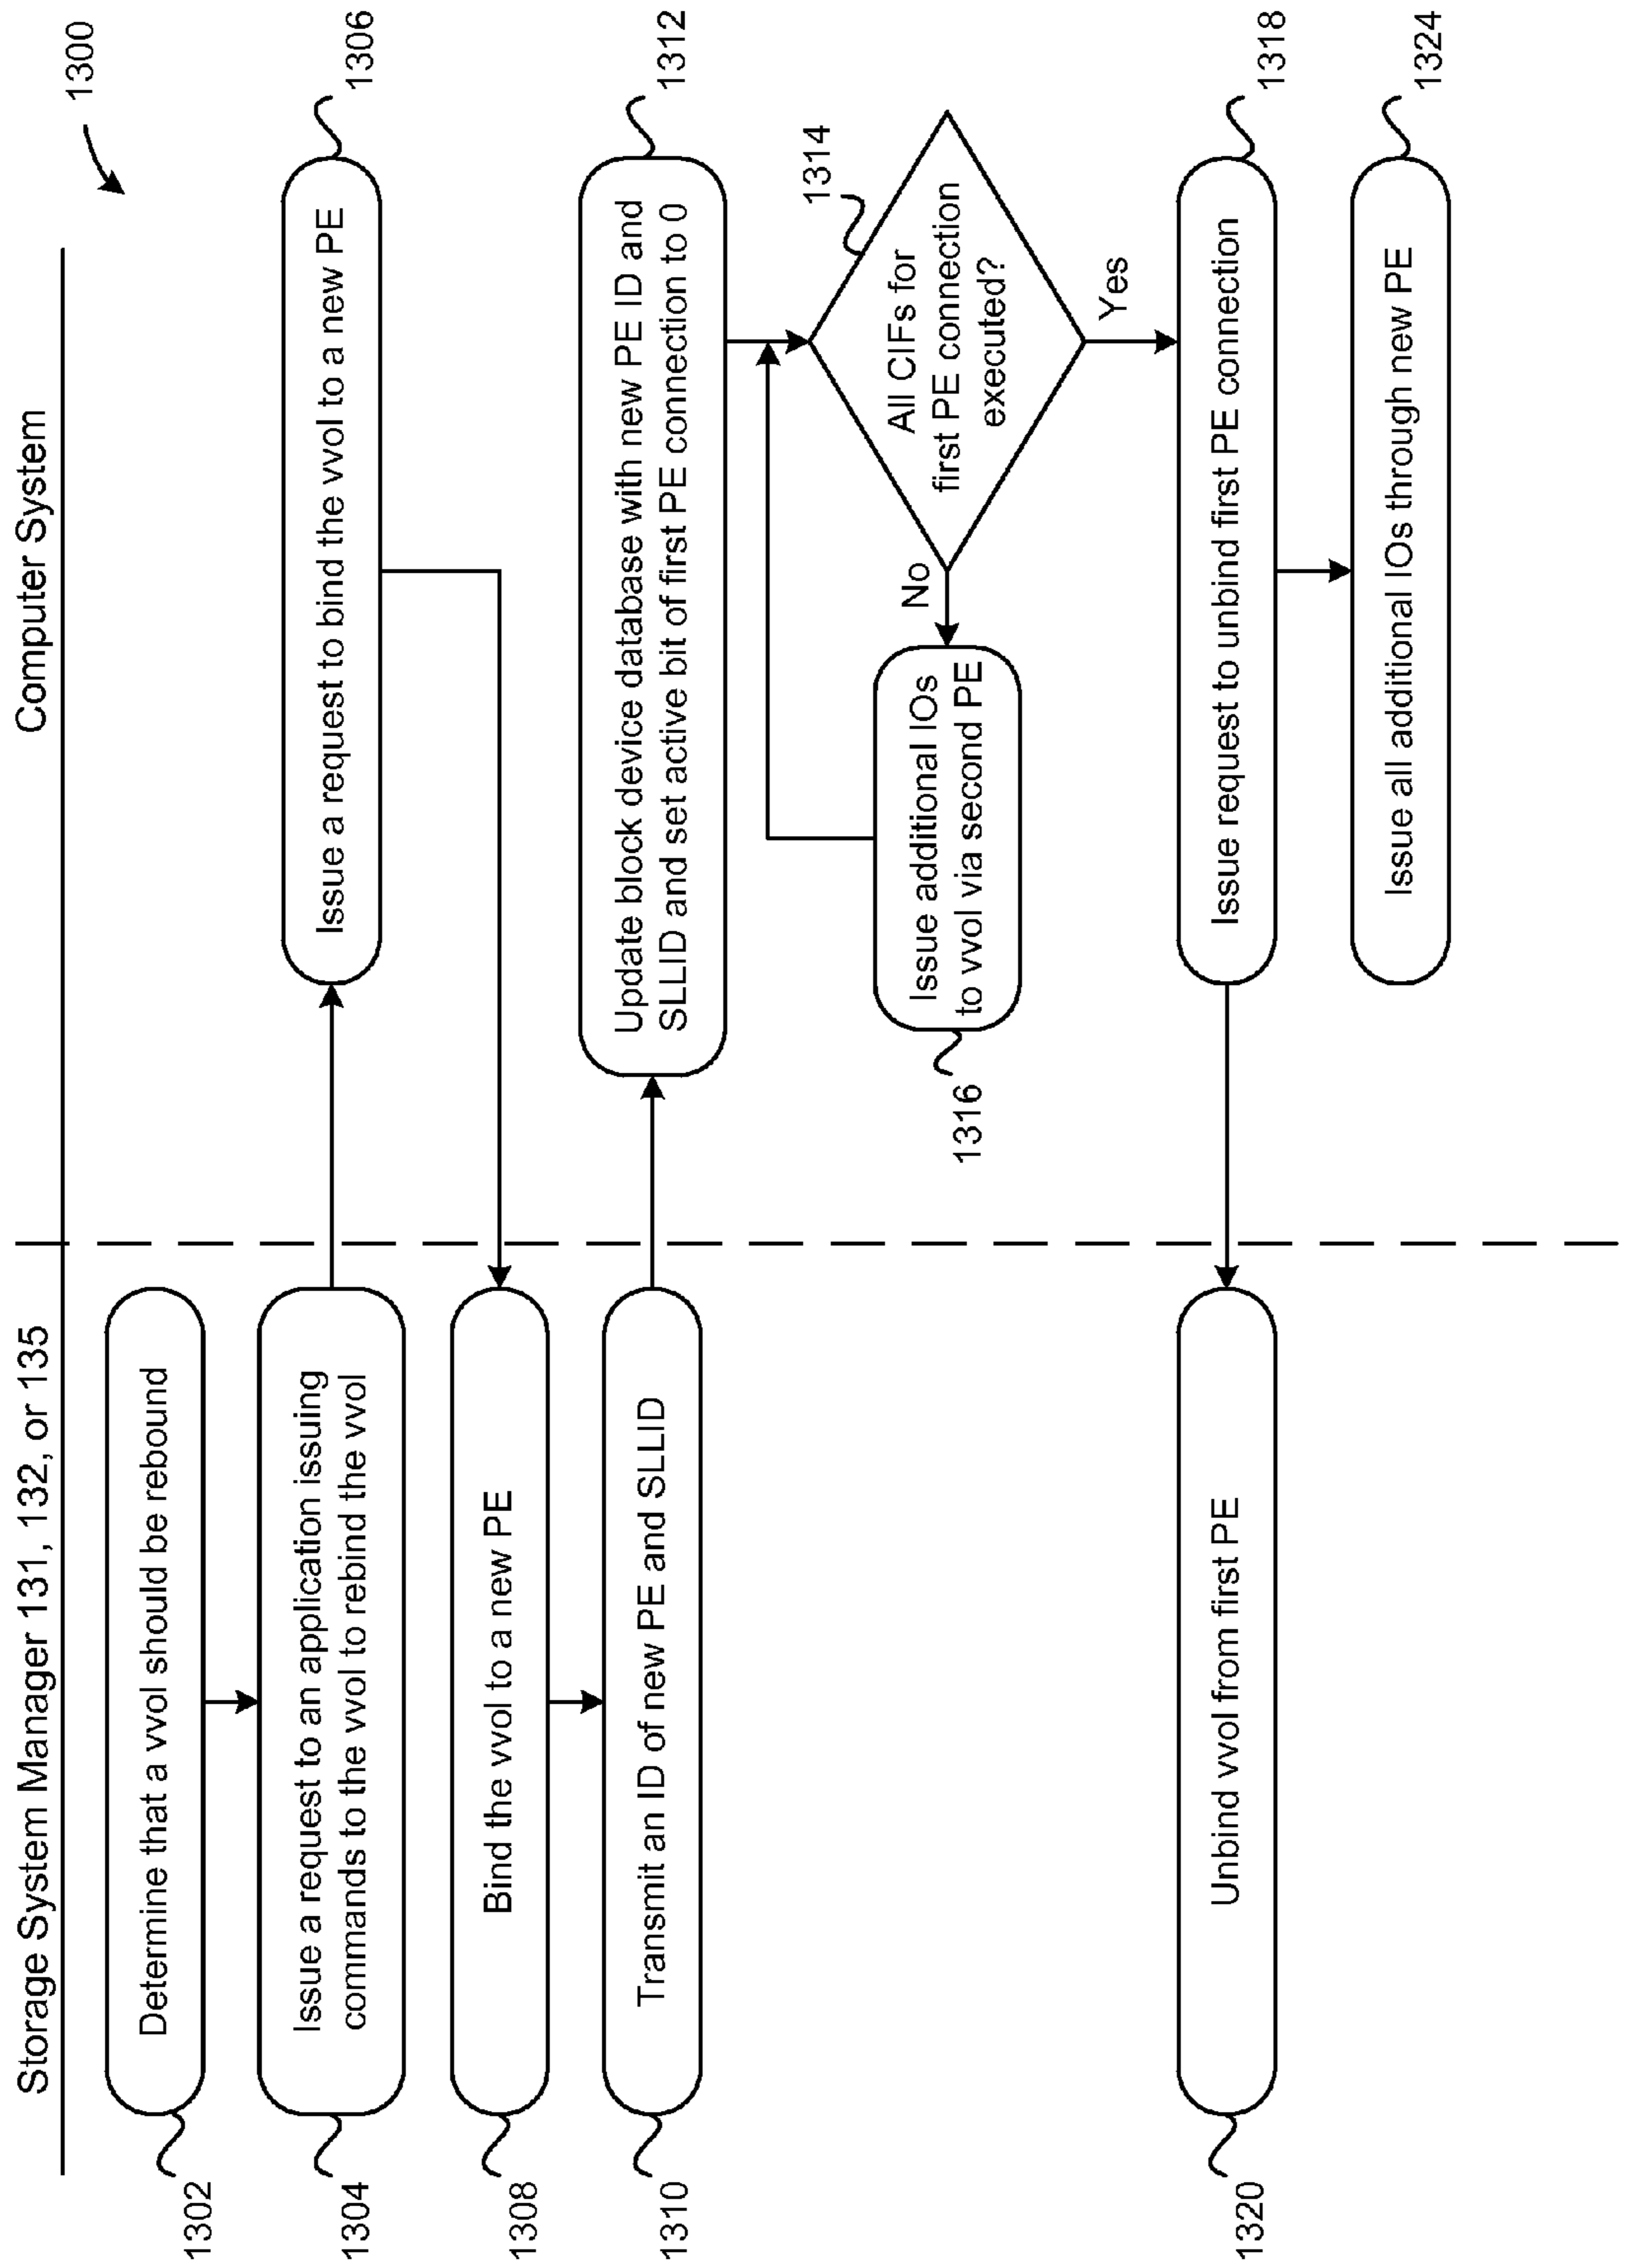 1300
Storage System Manager 131, 132, or 135
Computer System
1302
Determine that a vvol should be rebound
1304
Issue a request to an application issuing
commands to the vvol to rebind the vvol
Issue a request to bind the vvol to a new PE
1306
1308
Bind the vvol to a new PE
1310
Transmit an ID of new PE and SLLID
Update block device database with new PE ID and
SLLID and set active bit of first PE connection to 0
1312
1314
All CIFs for
first PE connection
executed?
No
Yes
Issue additional IOs
to vvol via second PE
1316
Issue request to unbind first PE connection
1318
1320
Unbind vvol from first PE
Issue all additional IOs through new PE
1324